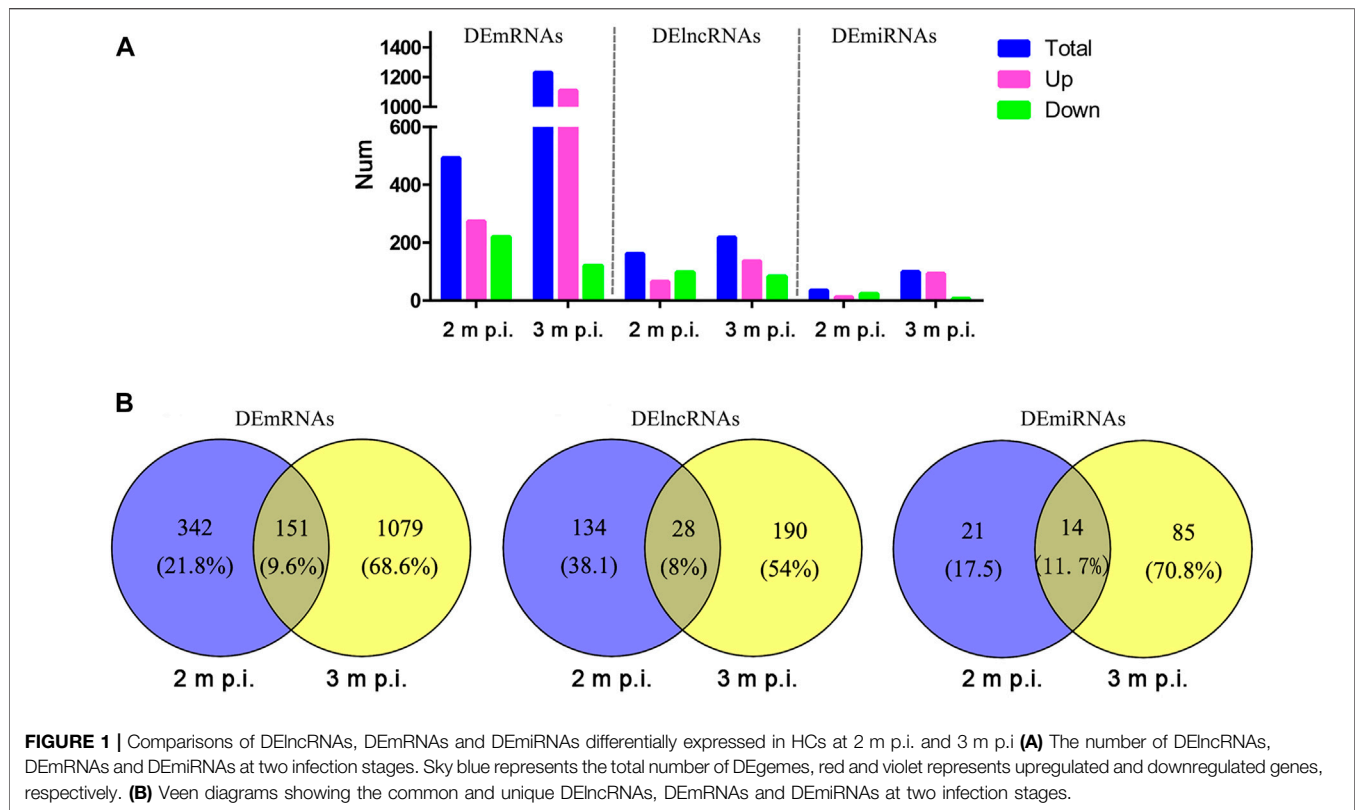 A
DEmRNAs
DElncRNAs
DEmiRNAs
Total
Up
Down
Num
1400
1200
1000
600
400
200
0
2 m p.i.
3 m p.i.
2 m p.i.
3 m p.i.
2 m p.i.
3 m p.i.
B
DEmRNAs
342
(21.8%)
151
(9.6%)
1079
(68.6%)
2 m p.i.
3 m p.i.
DElncRNAs
134
(38.1)
28
(8%)
190
(54%)
2 m p.i.
3 m p.i.
DEmiRNAs
21
(17.5)
14
(11.7%)
85
(70.8%)
2 m p.i.
3 m p.i.
FIGURE 1 | Comparisons of DElncRNAs, DEmRNAs and DEmiRNAs differentially expressed in HCs at 2 m p.i. and 3 m p.i (A) The number of DElncRNAs,
DEmRNAs and DEmiRNAs at two infection stages. Sky blue represents the total number of DEgemes, red and violet represents upregulated and downregulated genes,
respectively. (B) Veen diagrams showing the common and unique DElncRNAs, DEmRNAs and DEmiRNAs at two infection stages.